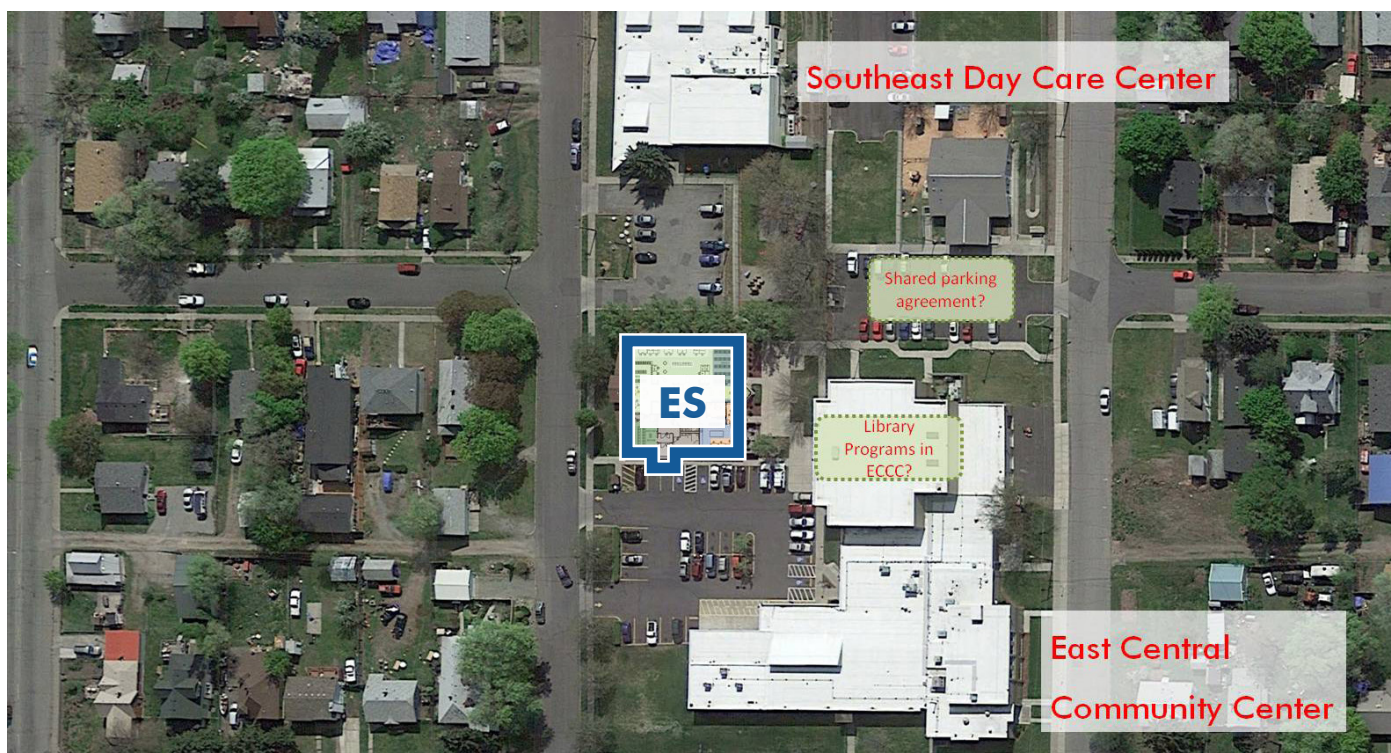 Southeast Day Care Center
Shared parking
agreement?
ES
Library
Programs in
ECCC?
East Central
Community Center